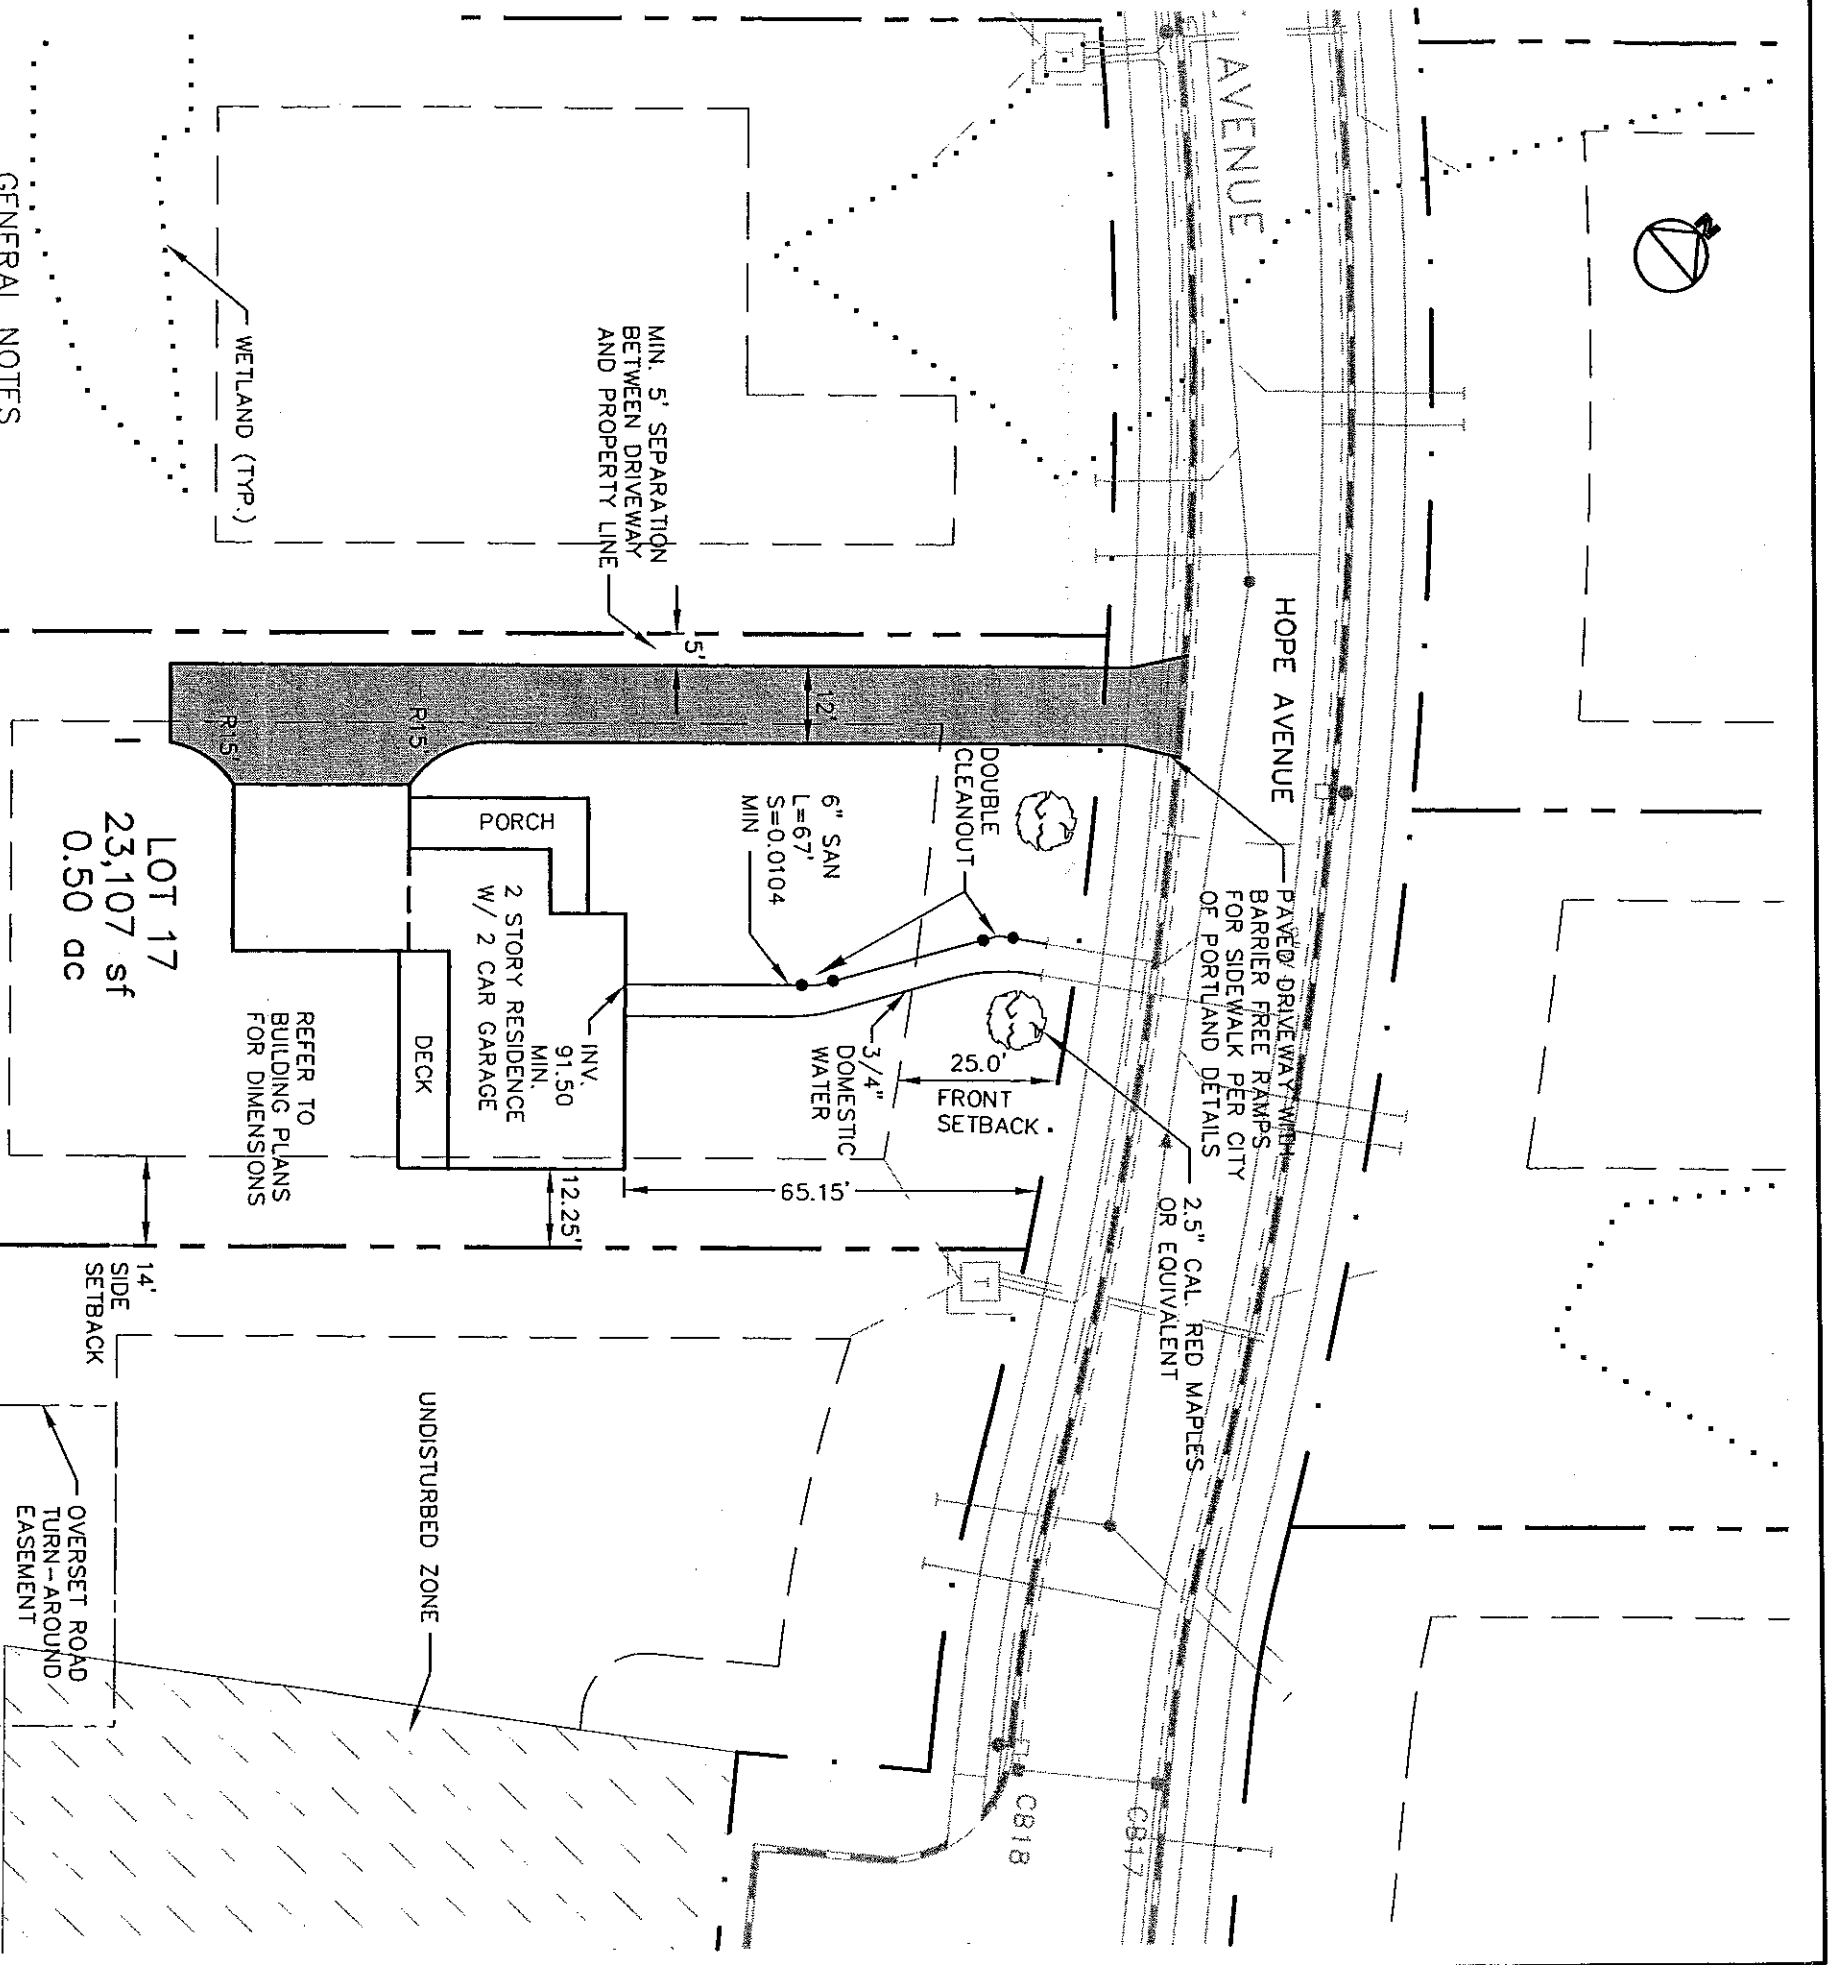 AVENUE
N
HOPE AVENUE
PAVED DRIVEWAY WITH
BARRIER FREE RAMPS
FOR SIDEWALK PER CITY
OF PORTLAND DETAILS
2.5" CAL. RED MAPLES
OR EQUIVALENT
CB17
CB18
T
T
MIN. 5' SEPARATION
BETWEEN DRIVEWAY
AND PROPERTY LINE
5'
12'
R15'
R15'
DOUBLE
CLEANOUT
6" SAN
L=67'
S=0.0104
MIN
25.0'
FRONT
SETBACK
3/4"
DOMESTIC
WATER
65.15'
12.25'
INV.
91.50
MIN.
PORCH
2 STORY RESIDENCE
W/ 2 CAR GARAGE
DECK
REFER TO
BUILDING PLANS
FOR DIMENSIONS
LOT 17
23,107 sf
0.50 ac
14'
SIDE
SETBACK
WETLAND (TYP.)
UNDISTURBED ZONE
OVERSET ROAD
TURN-AROUND
EASEMENT
GENERAL NOTES